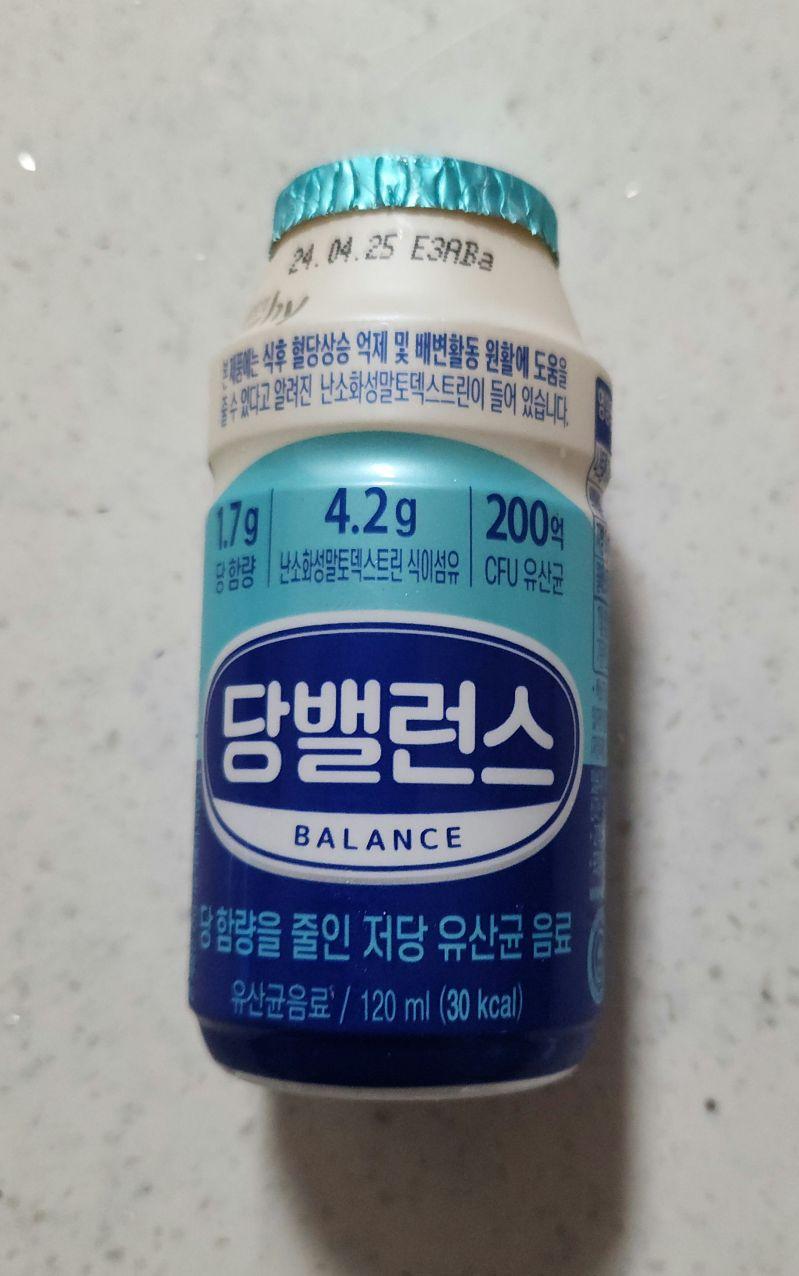 24.04.25 E3ABa
hy
본 제품에는 식후 혈당상승 억제 및 배변활동 원활에 도움을
줄 수 있다고 알려진 난소화성말토덱스트린이 들어 있습니다.
1.7g 4.2g 200억
당 함량 난소화성말토덱스트린 식이섬유 CFU 유산균
당밸런스
BALANCE
당 함량을 줄인 저당 유산균 음료
유산균음료 / 120 ml (30 kcal)